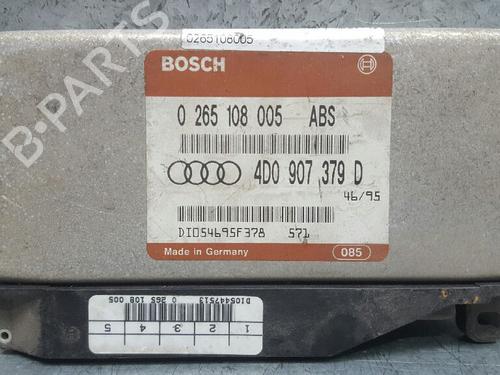 0265108005
BOSCH
0 265 108 005 ABS
4D0 907 379 D
46/95
DI054695F378 571
Made in Germany 085
DI05447513 0 265 108 005
1 2 3 4 5
B-Parts